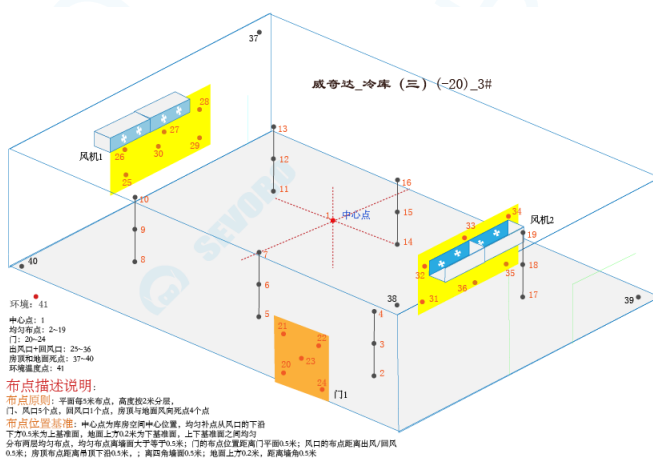 37
威奇达_冷库（三）(-20)_3#
28
27
29
风机1
26
30
25
13
12
11
16
15
14
1
中心点
10
9
8
34
33
风机2
19
18
17
32
35
36
31
7
6
5
40
38
39
4
3
2
21
22
23
20
24
门1
SEVORD
环境：41
中心点：1
均匀布点：2~19
门：20~24
出风口+回风口：25~36
房顶和地面死点：37~40
环境温度点：41
布点描述说明：
布点原则：平面每5米布点，高度按2米分层，
门、风口5个点，回风口1个点，房顶与地面风向死点4个点
布点位置基准：中心点为库房空间中心位置，均匀补点从风口的下沿
下方0.5米为上基准面，地面上方0.2米为下基准面，上下基准面之间均匀
分布两层均匀布点，均匀布点离墙面大于等于0.5米；门的布点位置距离门平面0.5米；风口的布点距离出风/回风
0.5米；房顶布点距离吊顶下沿0.5米，；离四角墙面0.5米；地面上方0.2米，距离墙角0.5米